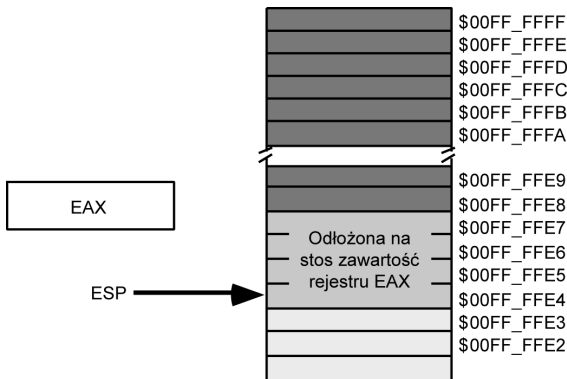 $00FF_FFFF
$00FF_FFFE
$00FF_FFFD
$00FF_FFFC
$00FF_FFFB
$00FF_FFFA
$00FF_FFE9
$00FF_FFE8
EAX
$00FF_FFE7
Odłożona na
stos zawartość
rejestru EAX
$00FF_FFE6
$00FF_FFE5
ESP
$00FF_FFE4
$00FF_FFE3
$00FF_FFE2